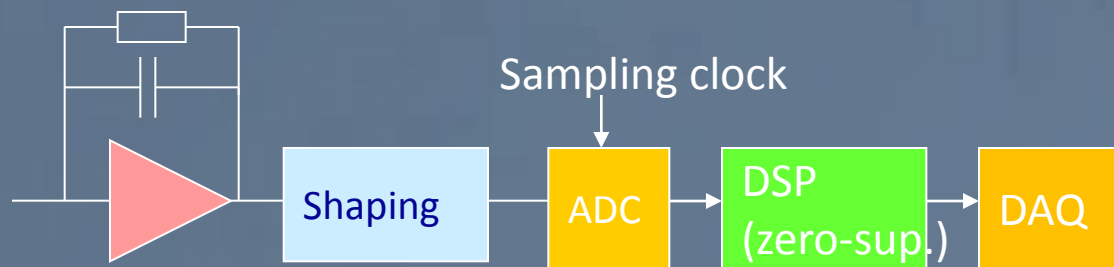 Sampling clock
Shaping
ADC
DSP
(zero-sup.)
DAQ